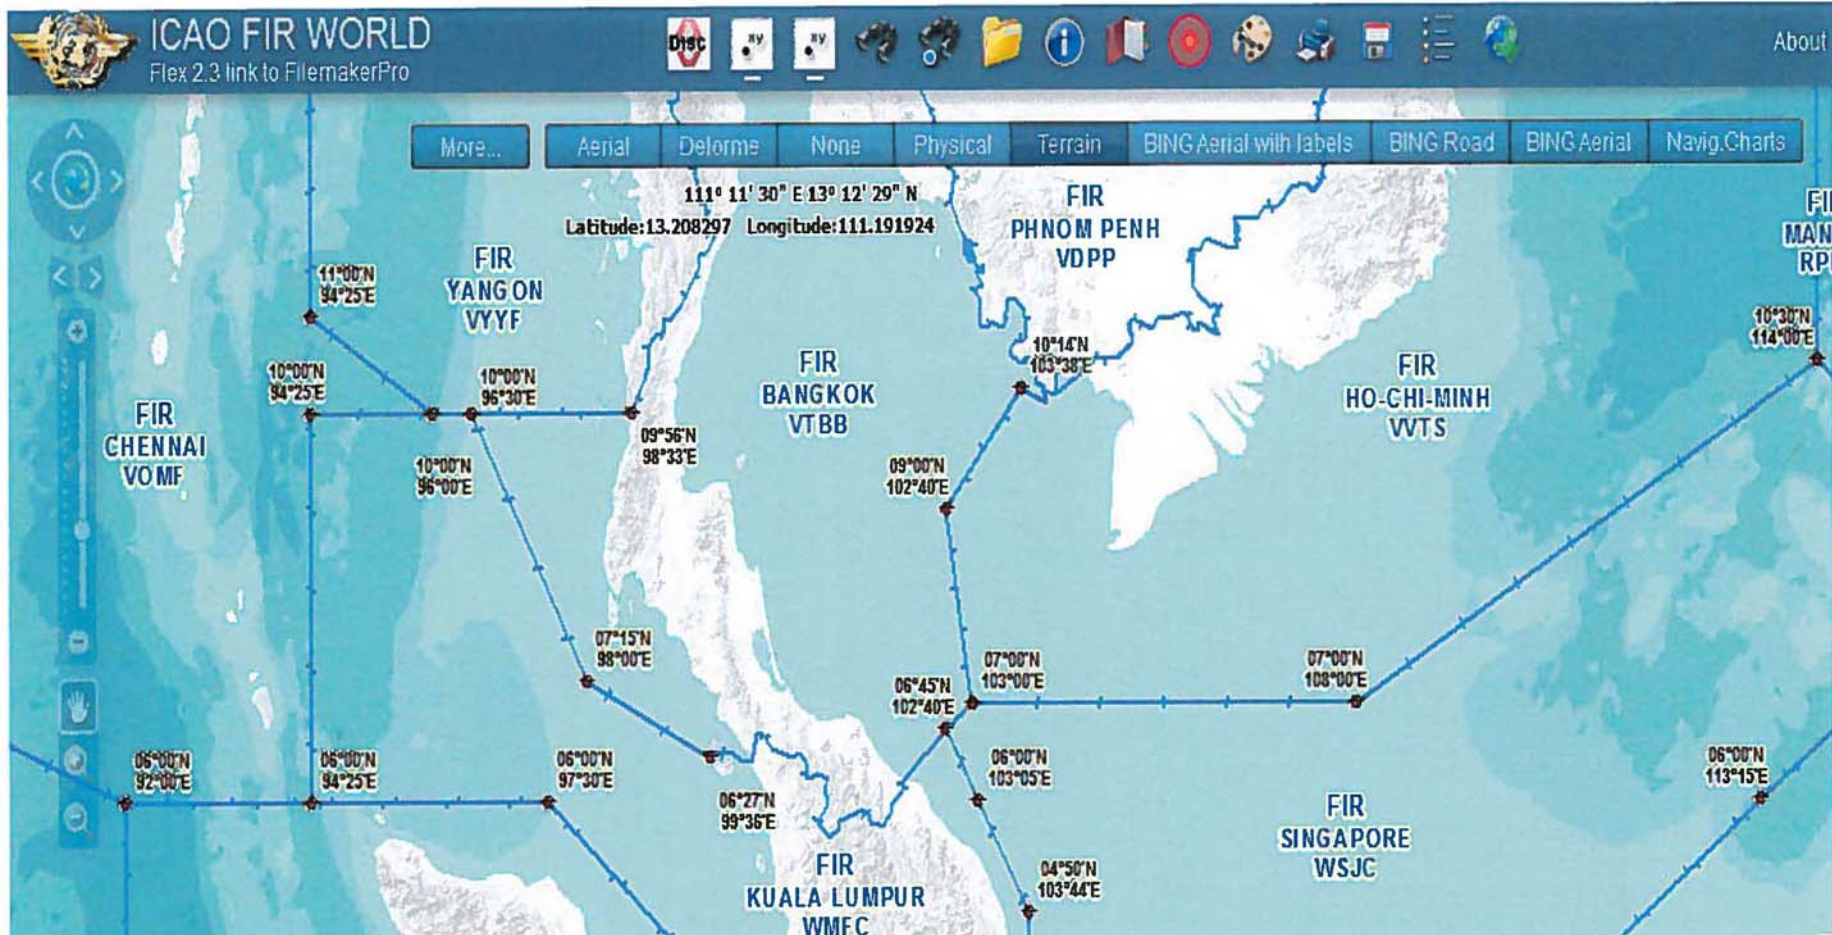 ICAO FIR WORLD
Flex 2.3 link to FilemakerPro
Disc
xy
xy
About
More...
Aerial
Delorme
None
Physical
Terrain
BING Aerial with labels
BING Road
BING Aerial
Navig.Charts
111º 11' 30" E 13º 12' 29" N
Latitude:13.208297 Longitude:111.191924
FIR
PHNOM PENH
VDPP
FIR
YANGON
VYYF
11°00'N
94°25'E
10°30'N
114°00'E
10°14'N
103°38'E
FIR
BANGKOK
VTBB
FIR
HO-CHI-MINH
VVTS
10°00'N
94°25'E
10°00'N
96°30'E
FIR
CHENNAI
VOMF
09°56'N
98°33'E
10°00'N
96°00'E
09°00'N
102°40'E
07°15'N
98°00'E
07°00'N
103°00'E
07°00'N
108°00'E
06°45'N
102°40'E
06°00'N
92°00'E
06°00'N
94°25'E
06°00'N
97°30'E
06°00'N
103°05'E
06°00'N
113°15'E
06°27'N
99°36'E
FIR
SINGAPORE
WSJC
FIR
KUALA LUMPUR
WMFC
04°50'N
103°44'E